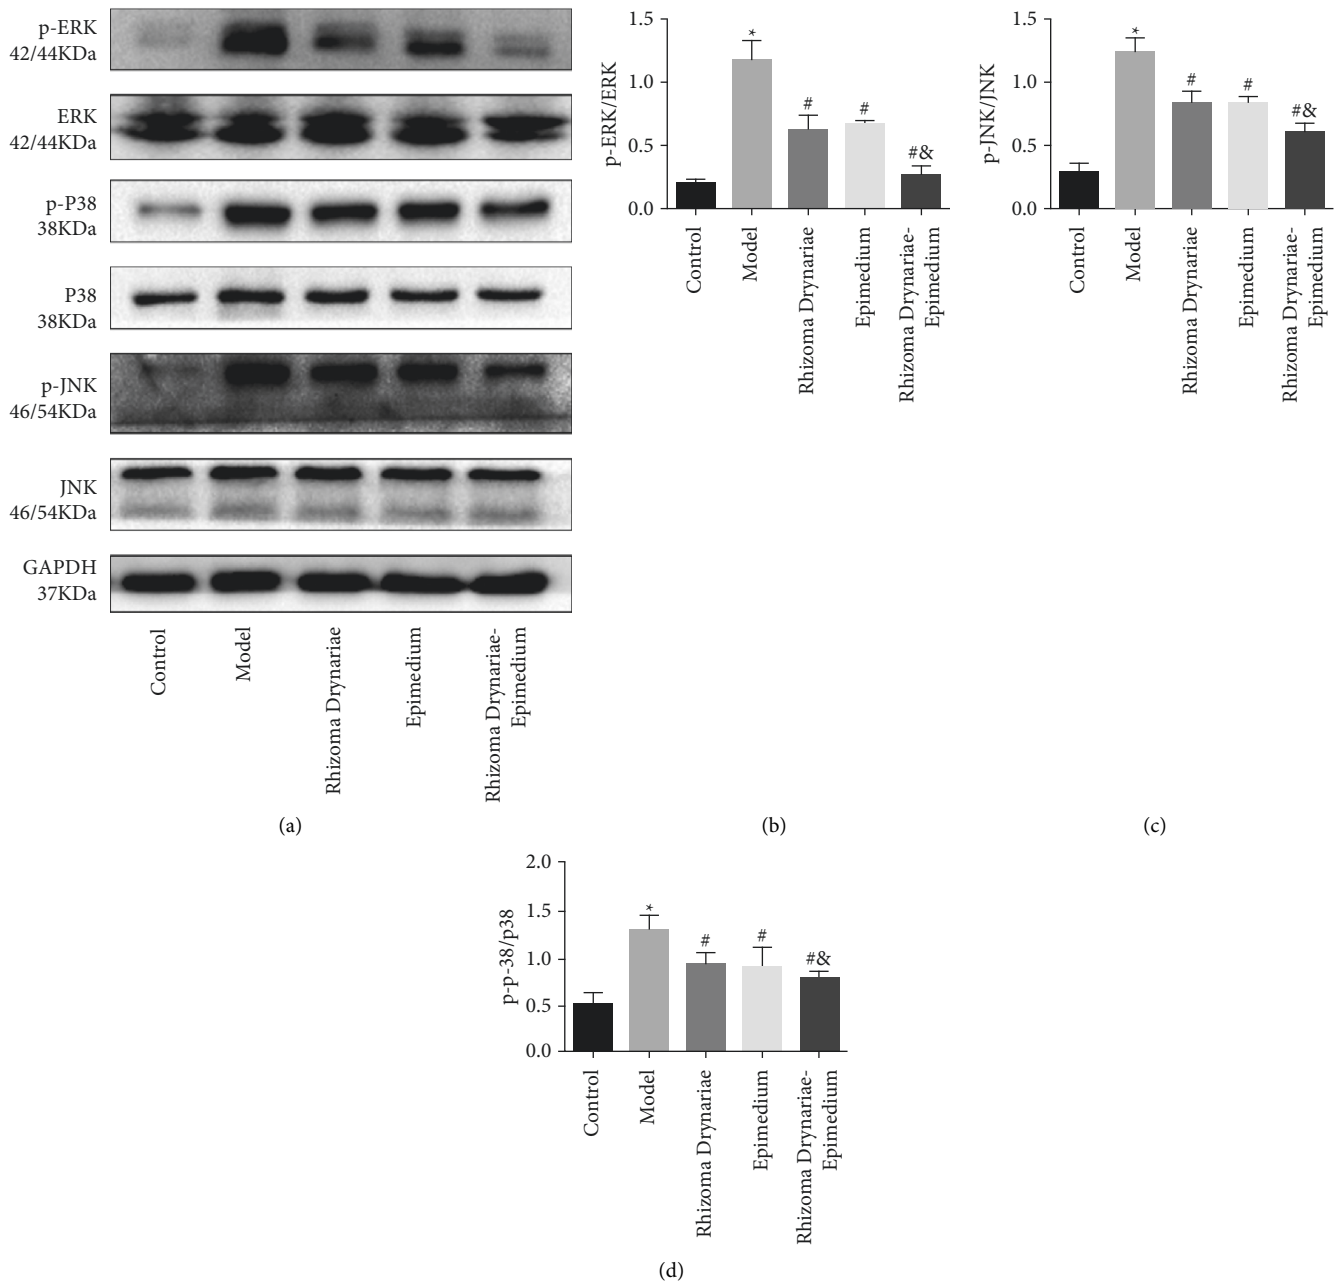 p-ERK
42/44KDa
ERK
42/44KDa
p-P38
38KDa
P38
38KDa
p-JNK
46/54KDa
JNK
46/54KDa
GAPDH
37KDa
Control
Model
Rhizoma Drynariae
Epimedium
Rhizoma Drynariae-
Epimedium
(a)
p-ERK/ERK
1.5
1.0
0.5
0.0
*
#
#
#&
Control
Model
Rhizoma Drynariae
Epimedium
Rhizoma Drynariae-
Epimedium
(b)
p-JNK/JNK
1.5
1.0
0.5
0.0
*
#
#
#&
Control
Model
Rhizoma Drynariae
Epimedium
Rhizoma Drynariae-
Epimedium
(c)
p-p-38/p38
2.0
1.5
1.0
0.5
0.0
*
#
#
#&
Control
Model
Rhizoma Drynariae
Epimedium
Rhizoma Drynariae-
Epimedium
(d)